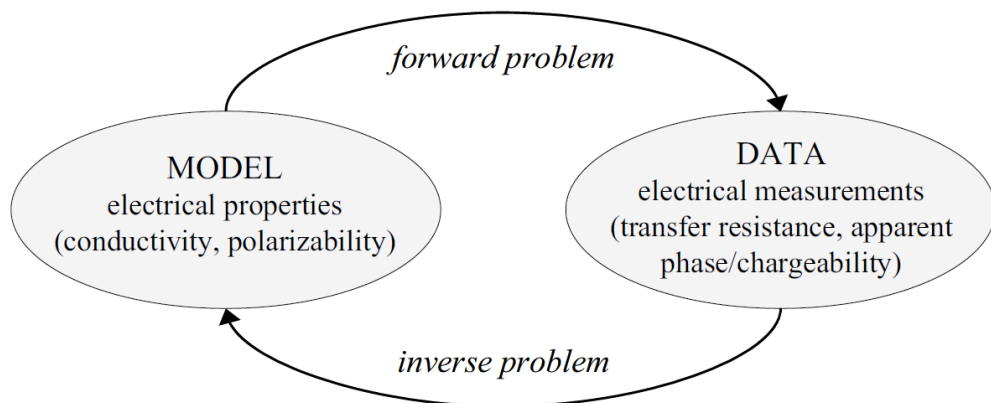 forward problem
MODEL
electrical properties
(conductivity, polarizability)
DATA
electrical measurements
(transfer resistance, apparent
phase/chargeability)
inverse problem